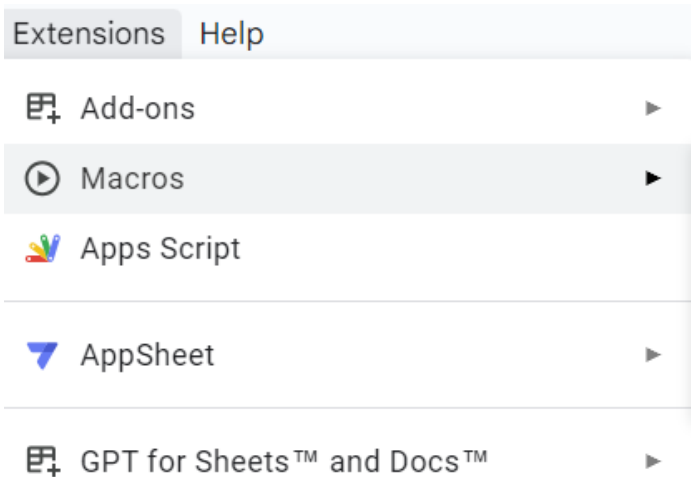 Extensions Help
Add-ons
Macros
Apps Script
AppSheet
GPT for Sheets™ and Docs™